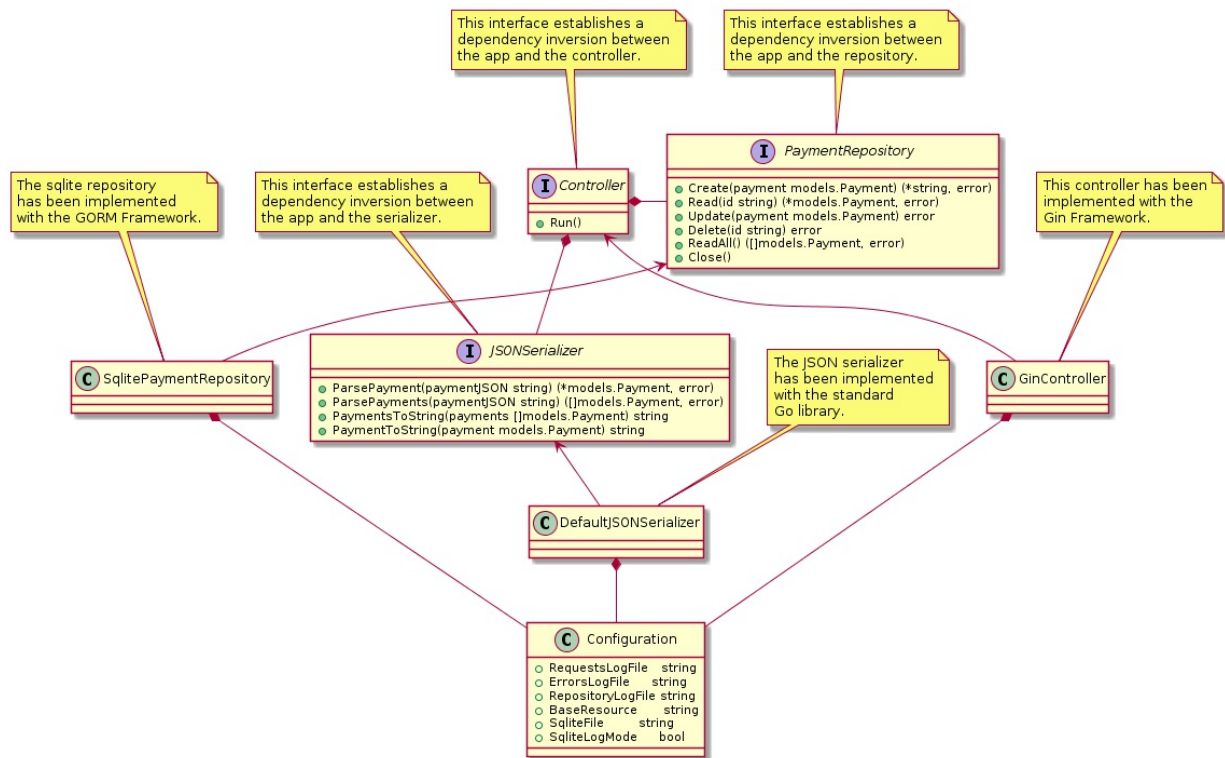 This interface establishes a
dependency inversion between
the app and the controller.
This interface establishes a
dependency inversion between
the app and the repository.
I PaymentRepository
Create(payment models.Payment) (*string, error)
Read(id string) (*models.Payment, error)
Update(payment models.Payment) error
Delete(id string) error
ReadAll() ([]models.Payment, error)
Close()
I Controller
Run()
The sqlite repository
has been implemented
with the GORM Framework.
This interface establishes a
dependency inversion between
the app and the serializer.
This controller has been
implemented with the
Gin Framework.
C SqlitePaymentRepository
I JSONSerializer
ParsePayment(paymentJSON string) (*models.Payment, error)
ParsePayments(paymentJSON string) ([]models.Payment, error)
PaymentsToString(payments []models.Payment) string
PaymentToString(payment models.Payment) string
The JSON serializer
has been implemented
with the standard
Go library.
C GinController
C DefaultJSONSerializer
C Configuration
RequestsLogFile string
ErrorsLogFile string
RepositoryLogFile string
BaseResource string
SqliteFile string
SqliteLogMode bool